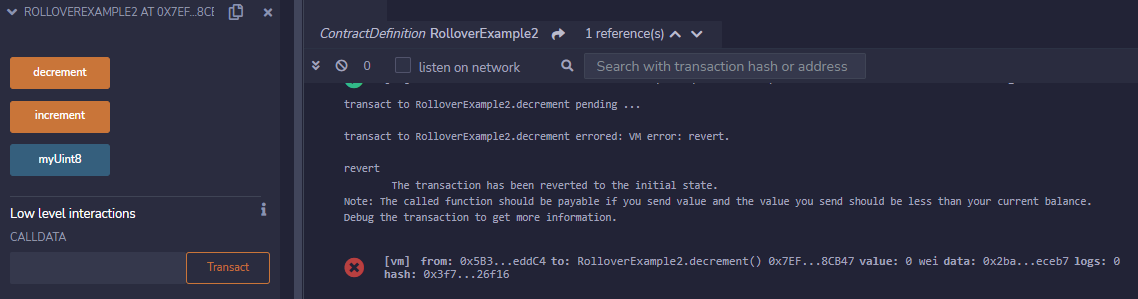 ROLLOVEREXAMPLE2 AT 0X7EF...8CB
decrement
increment
myUint8
Low level interactions
CALLDATA
Transact
ContractDefinition RolloverExample2 1 reference(s)
0 listen on network Search with transaction hash or address
transact to RolloverExample2.decrement pending ...
transact to RolloverExample2.decrement errored: VM error: revert.
revert
The transaction has been reverted to the initial state.
Note: The called function should be payable if you send value and the value you send should be less than your current balance.
Debug the transaction to get more information.
[vm] from: 0x5B3...eddC4 to: RolloverExample2.decrement() 0x7EF...8CB47 value: 0 wei data: 0x2ba...eceb7 logs: 0
hash: 0x3f7...26f16